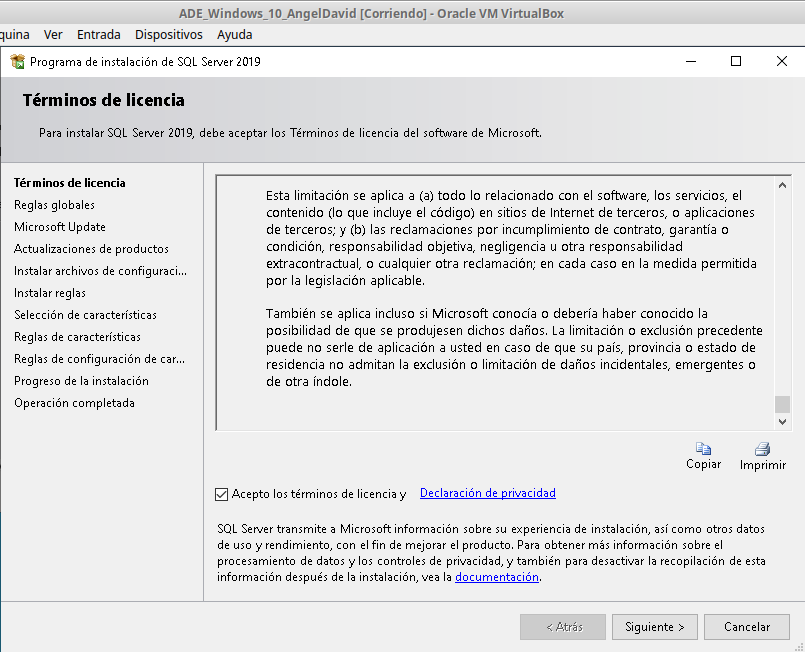 ADE_Windows_10_AngelDavid [Corriendo] - Oracle VM VirtualBox
quina Ver Entrada Dispositivos Ayuda
Programa de instalación de SQL Server 2019
Términos de licencia
Para instalar SQL Server 2019, debe aceptar los Términos de licencia del software de Microsoft.
Términos de licencia
Reglas globales
Microsoft Update
Actualizaciones de productos
Instalar archivos de configuraci...
Instalar reglas
Selección de características
Reglas de características
Reglas de configuración de car...
Progreso de la instalación
Operación completada
Esta limitación se aplica a (a) todo lo relacionado con el software, los servicios, el
contenido (lo que incluye el código) en sitios de Internet de terceros, o aplicaciones
de terceros; y (b) las reclamaciones por incumplimiento de contrato, garantía o
condición, responsabilidad objetiva, negligencia u otra responsabilidad
extracontractual, o cualquier otra reclamación; en cada caso en la medida permitida
por la legislación aplicable.
También se aplica incluso si Microsoft conocía o debería haber conocido la
posibilidad de que se produjesen dichos daños. La limitación o exclusión precedente
puede no serle de aplicación a usted en caso de que su país, provincia o estado de
residencia no admitan la exclusión o limitación de daños incidentales, emergentes o
de otra índole.
Copiar Imprimir
Acepto los términos de licencia y Declaración de privacidad
SQL Server transmite a Microsoft información sobre su experiencia de instalación, así como otros datos
de uso y rendimiento, con el fin de mejorar el producto. Para obtener más información sobre el
procesamiento de datos y los controles de privacidad, y también para desactivar la recopilación de esta
información después de la instalación, vea la documentación.
< Atrás Siguiente > Cancelar